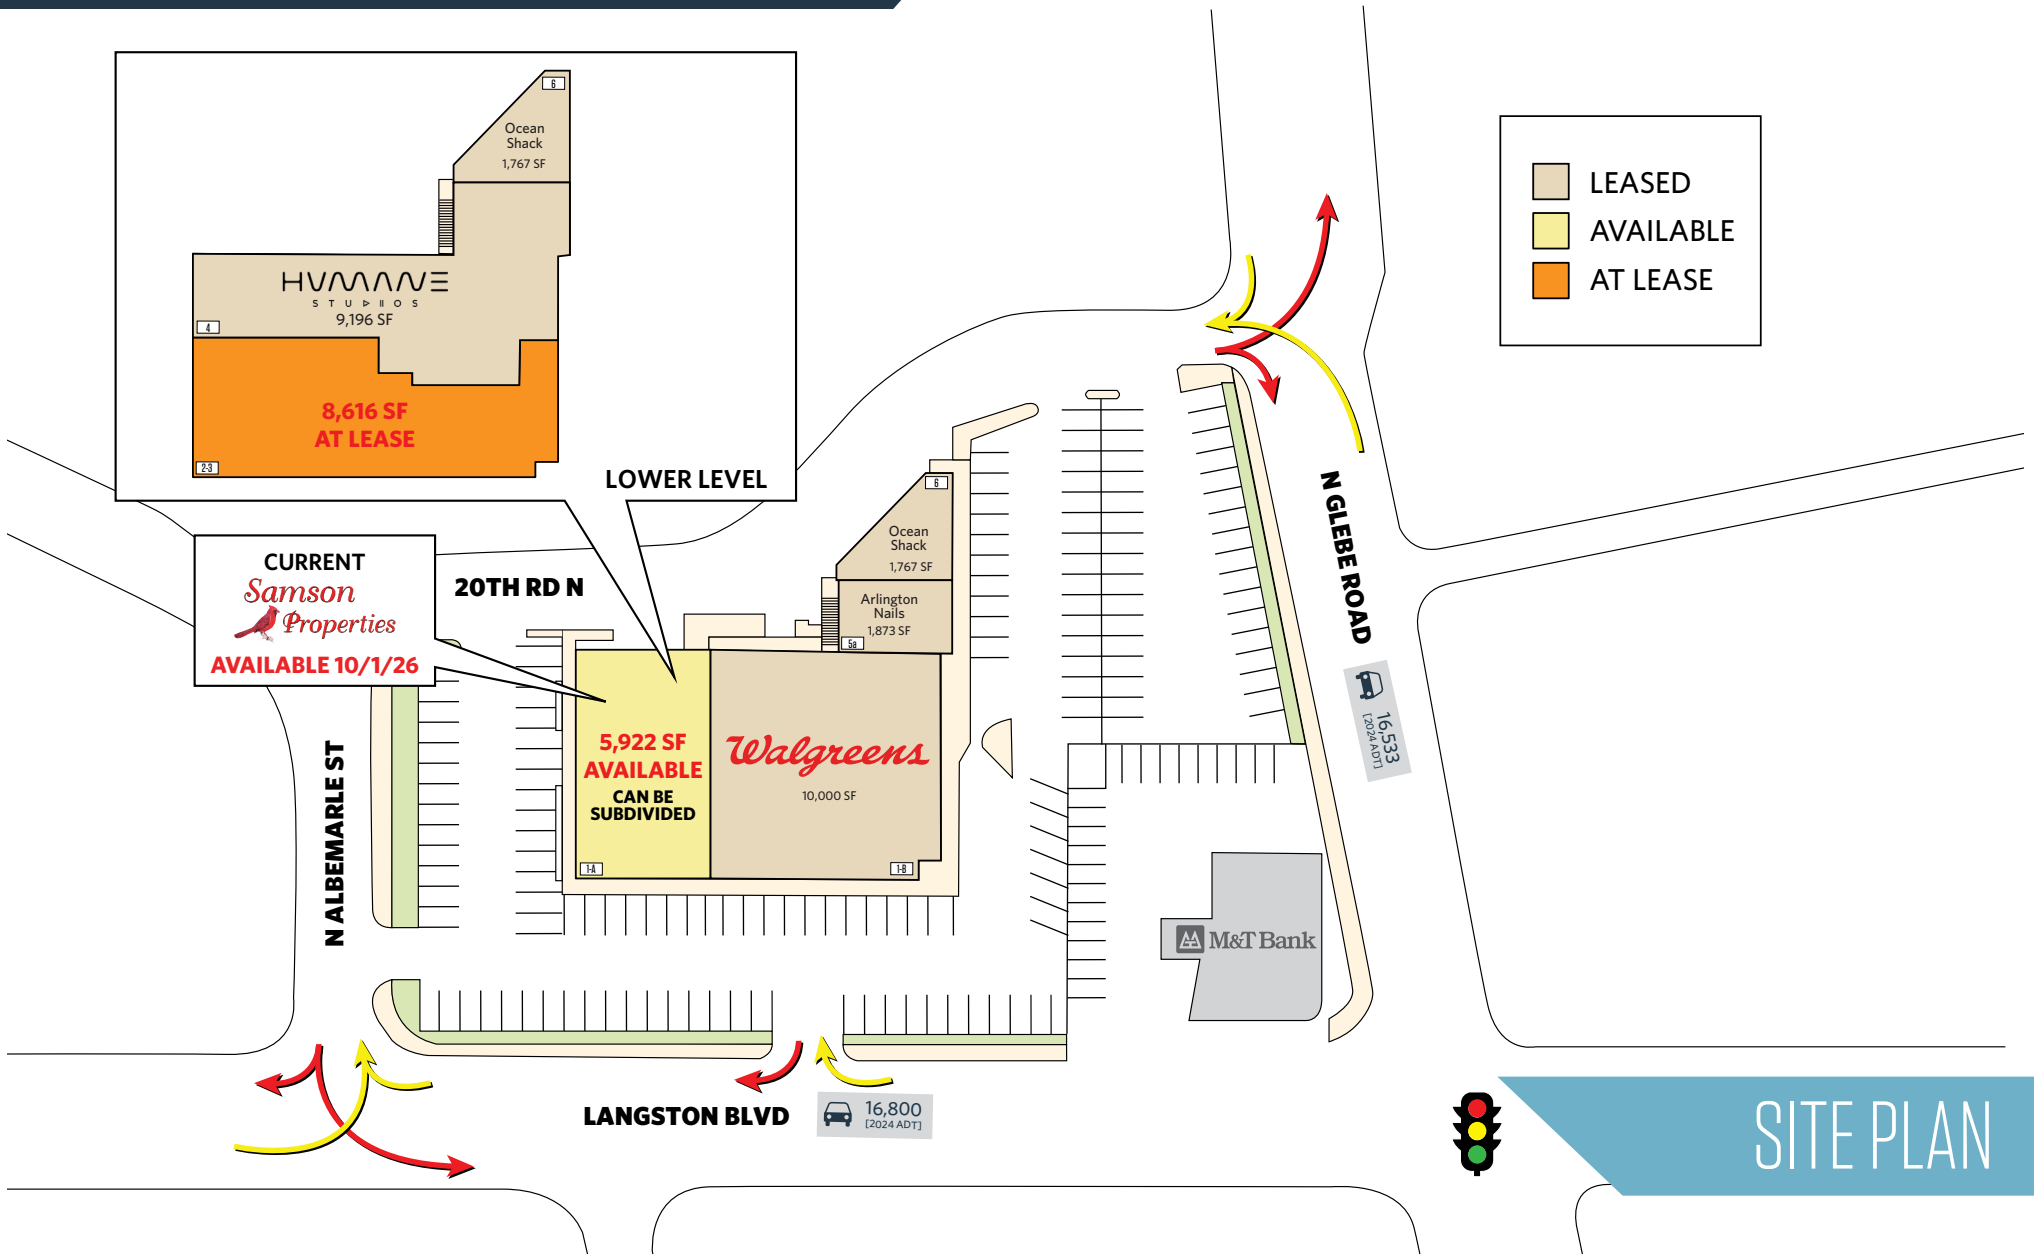 6
Ocean
Shack
1,767 SF
HUMANE
STUDIOS
9,196 SF
4
8,616 SF
AT LEASE
2-3
LOWER LEVEL
LEASED
AVAILABLE
AT LEASE
CURRENT
Samson
Properties
AVAILABLE 10/1/26
20TH RD N
6
Ocean
Shack
1,767 SF
Arlington
Nails
1,873 SF
5a
N GLEBE ROAD
16,533
[2024 ADT]
5,922 SF
AVAILABLE
CAN BE
SUBDIVIDED
1-A
Walgreens
10,000 SF
1-B
N ALBEMARLE ST
M&T Bank
LANGSTON BLVD
16,800
[2024 ADT]
SITE PLAN